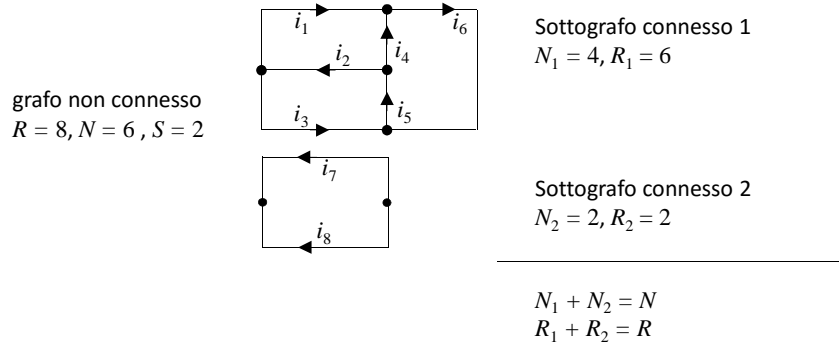 grafo non connesso
R = 8, N = 6 , S = 2
i₁
i₆
i₂
i₄
i₃
i₅
i₇
i₈
Sottografo connesso 1
N₁ = 4, R₁ = 6
Sottografo connesso 2
N₂ = 2, R₂ = 2
N₁ + N₂ = N
R₁ + R₂ = R